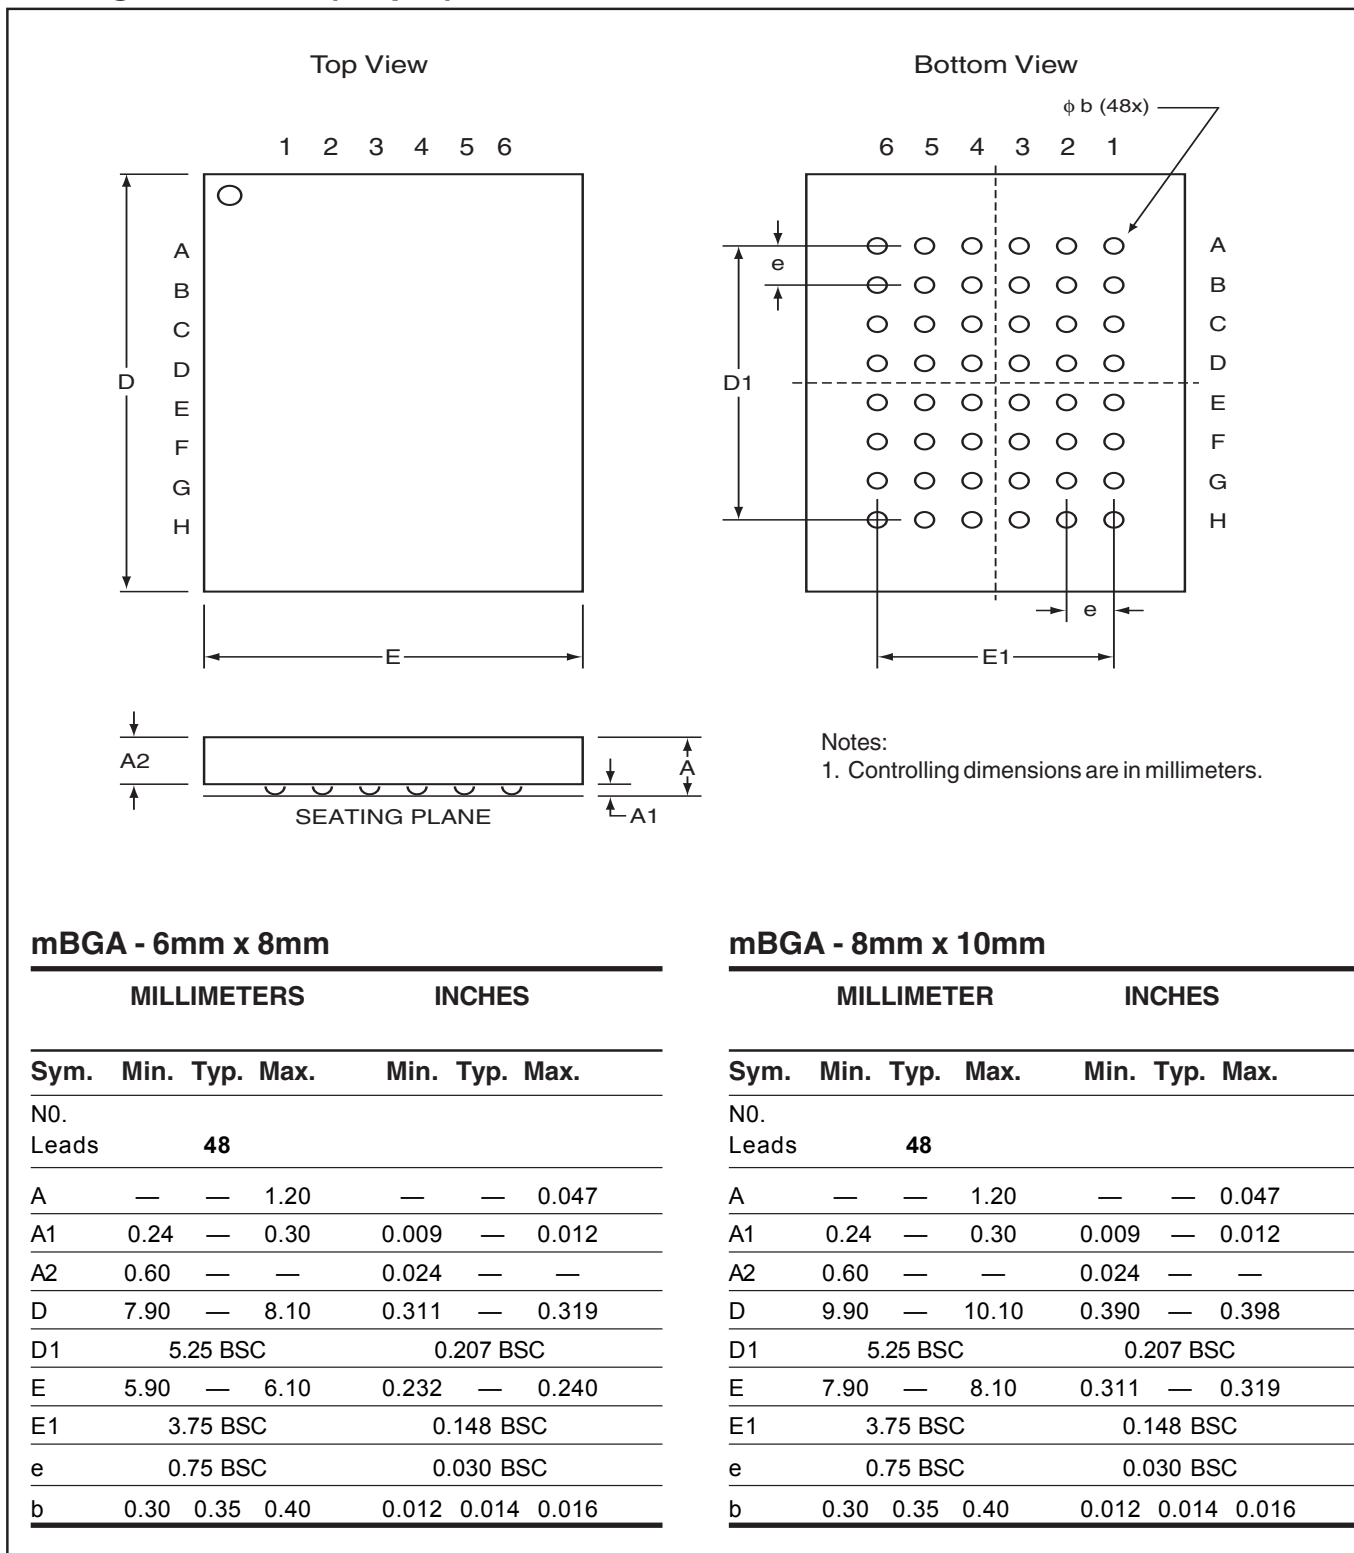 Top View
Bottom View
ϕ b (48x)
1 2 3 4 5 6
6 5 4 3 2 1
A
B
C
D
E
F
G
H
D
E
e
D1
A
B
C
D
E
F
G
H
e
E1
A2
A
A1
SEATING PLANE
Notes:
1. Controlling dimensions are in millimeters.
mBGA - 6mm x 8mm
MILLIMETERS INCHES
Sym. Min. Typ. Max. Min. Typ. Max.
N0.
Leads 48
A — — 1.20 — — 0.047
A1 0.24 — 0.30 0.009 — 0.012
A2 0.60 — — 0.024 — —
D 7.90 — 8.10 0.311 — 0.319
D1 5.25 BSC 0.207 BSC
E 5.90 — 6.10 0.232 — 0.240
E1 3.75 BSC 0.148 BSC
e 0.75 BSC 0.030 BSC
b 0.30 0.35 0.40 0.012 0.014 0.016
mBGA - 8mm x 10mm
MILLIMETER INCHES
Sym. Min. Typ. Max. Min. Typ. Max.
N0.
Leads 48
A — — 1.20 — — 0.047
A1 0.24 — 0.30 0.009 — 0.012
A2 0.60 — — 0.024 — —
D 9.90 — 10.10 0.390 — 0.398
D1 5.25 BSC 0.207 BSC
E 7.90 — 8.10 0.311 — 0.319
E1 3.75 BSC 0.148 BSC
e 0.75 BSC 0.030 BSC
b 0.30 0.35 0.40 0.012 0.014 0.016